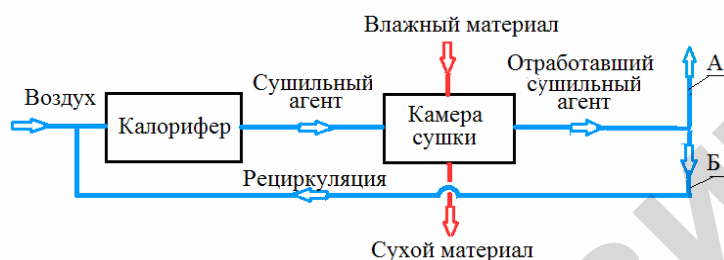 Влажный материал
Отработавший
сушильный
агент
А
Сушильный
агент
Воздух
Калорифер
Камера
сушки
Б
Рециркуляция
Сухой материал